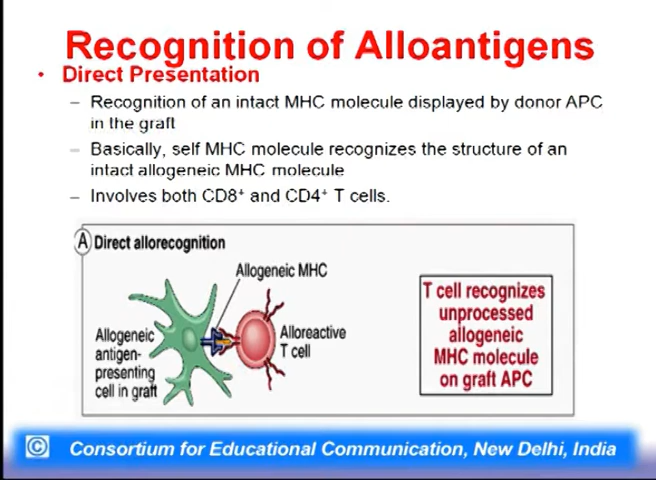 Recognition of Alloantigens
• Direct Presentation
– Recognition of an intact MHC molecule displayed by donor APC
in the graft
– Basically, self MHC molecule recognizes the structure of an
intact allogeneic MHC molecule
– Involves both CD8⁺ and CD4⁺ T cells.
A Direct allorecognition
Allogeneic MHC
Allogeneic
antigen-
presenting
cell in graft
Alloreactive
T cell
T cell recognizes
unprocessed
allogeneic
MHC molecule
on graft APC
© Consortium for Educational Communication, New Delhi, India